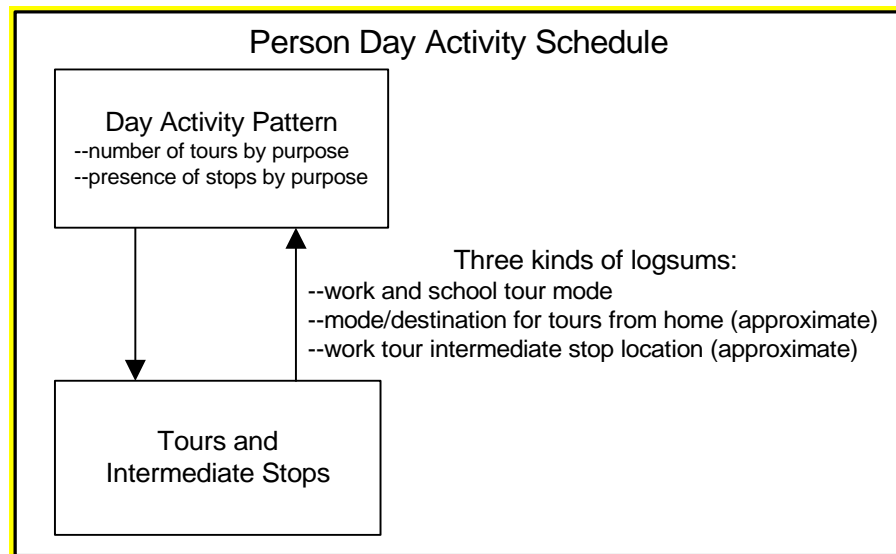 Person Day Activity Schedule
Day Activity Pattern
--number of tours by purpose
--presence of stops by purpose
Three kinds of logsums:
--work and school tour mode
--mode/destination for tours from home (approximate)
--work tour intermediate stop location (approximate)
Tours and
Intermediate Stops